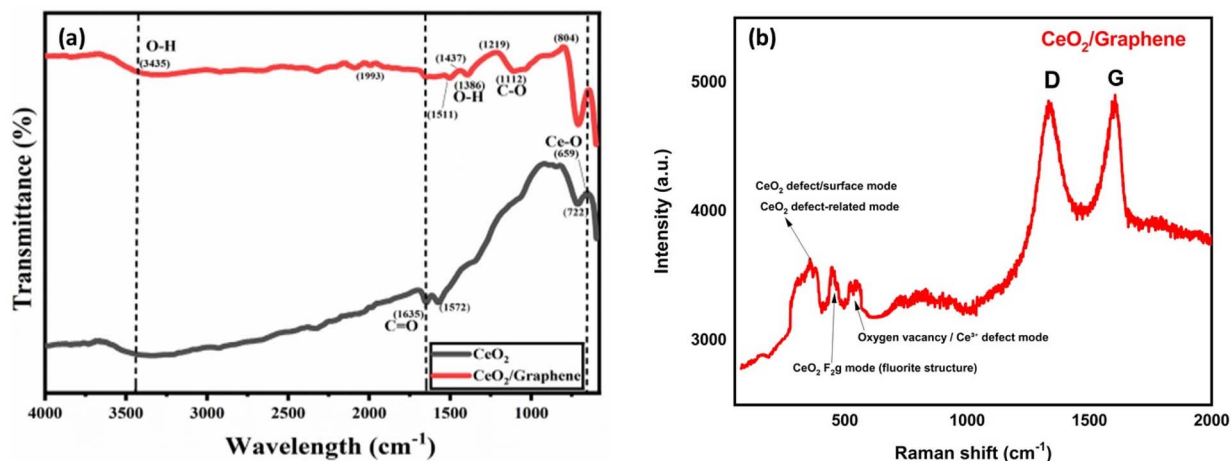 (a)
O-H
(3435)
(1993)
(1437)
(1386)
O-H
(1511)
(1219)
(1112)
C-O
(804)
Ce-O
(659)
(722)
(1635)
C=O
(1572)
CeO2
CeO2/Graphene
Transmittance (%)
4000 3500 3000 2500 2000 1500 1000
Wavelength (cm⁻¹)
(b)
CeO₂/Graphene
D
G
CeO₂ defect/surface mode
CeO₂ defect-related mode
Oxygen vacancy / Ce³⁺ defect mode
CeO₂ F₂g mode (fluorite structure)
5000
4000
3000
Intensity (a.u.)
500 1000 1500 2000
Raman shift (cm⁻¹)